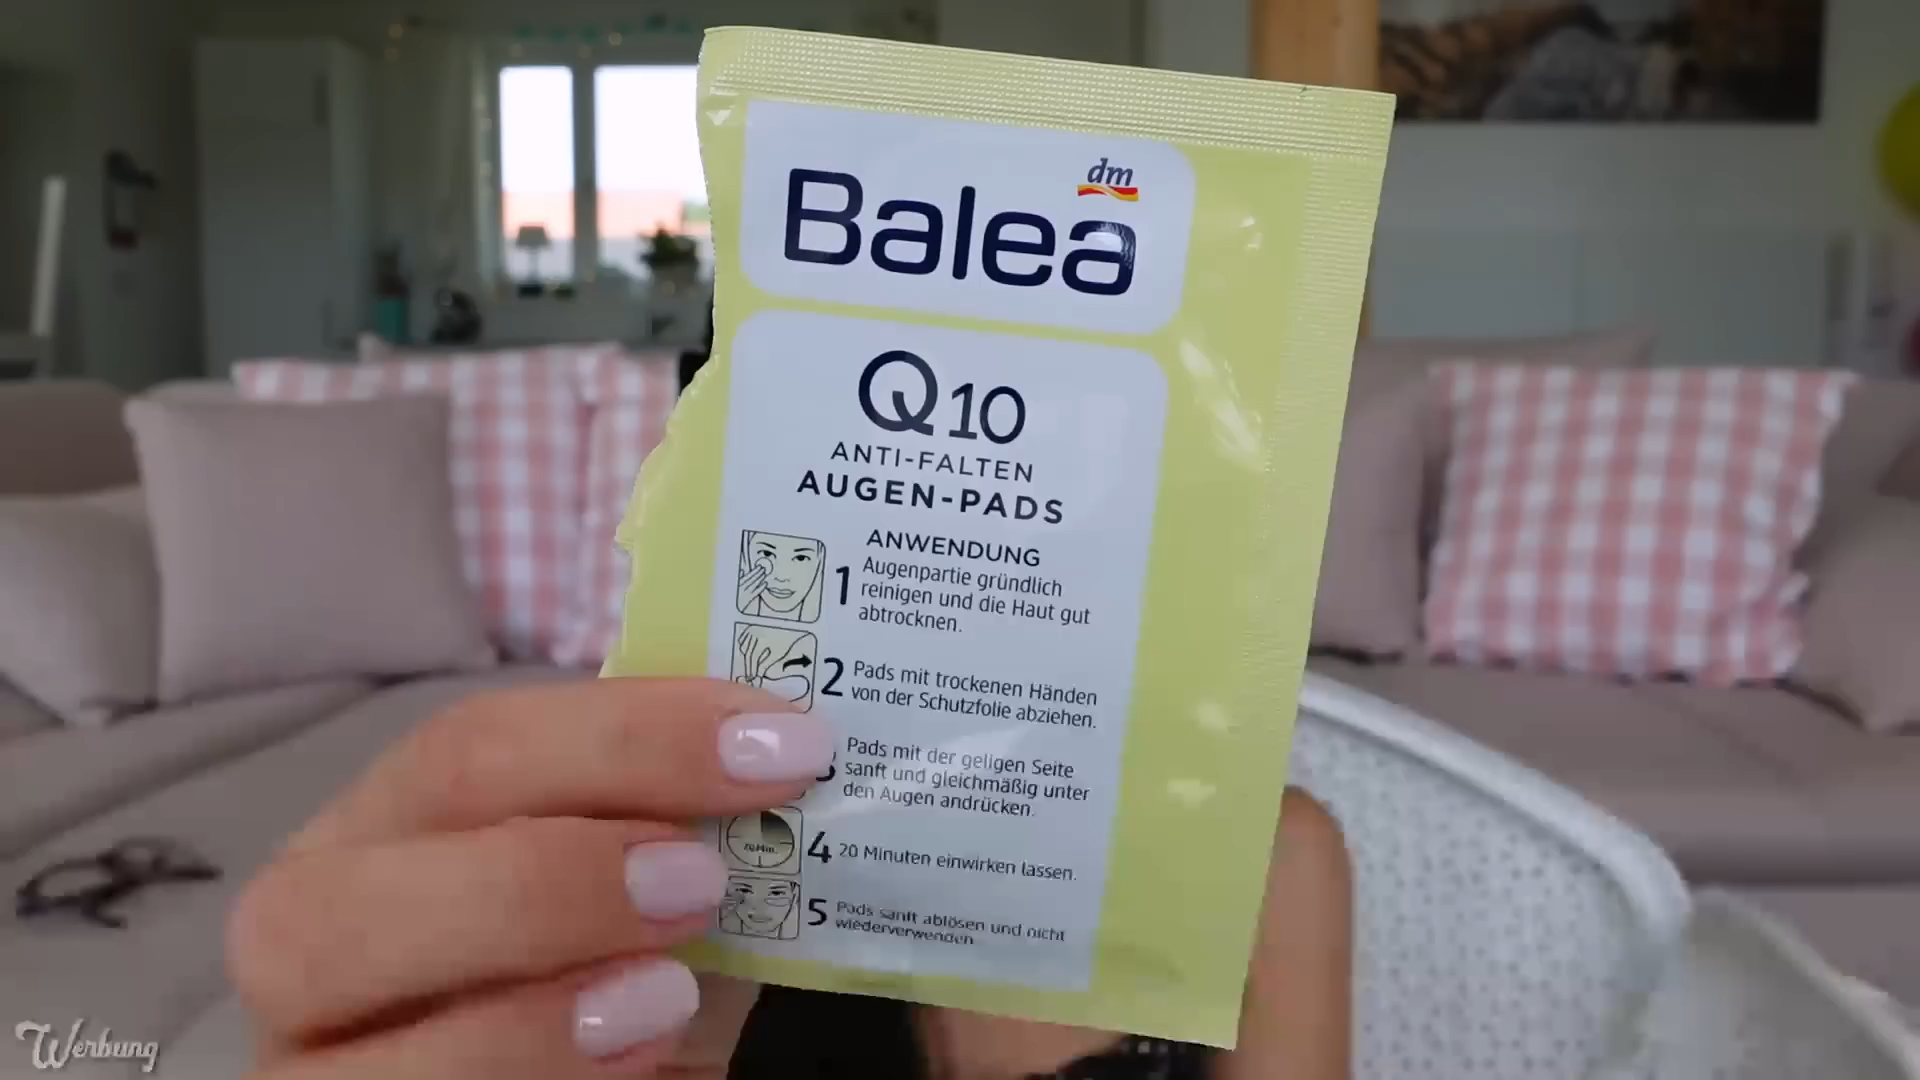 dm
Balea
Q10
ANTI-FALTEN
AUGEN-PADS
ANWENDUNG
1 Augenpartie gründlich
reinigen und die Haut gut
abtrocknen.
2 Pads mit trockenen Händen
von der Schutzfolie abziehen.
3 Pads mit der geligen Seite
sanft und gleichmäßig unter
den Augen andrücken.
20 Min.
4 20 Minuten einwirken lassen.
5 Pads sanft ablösen und nicht
wiederverwenden
Werbung